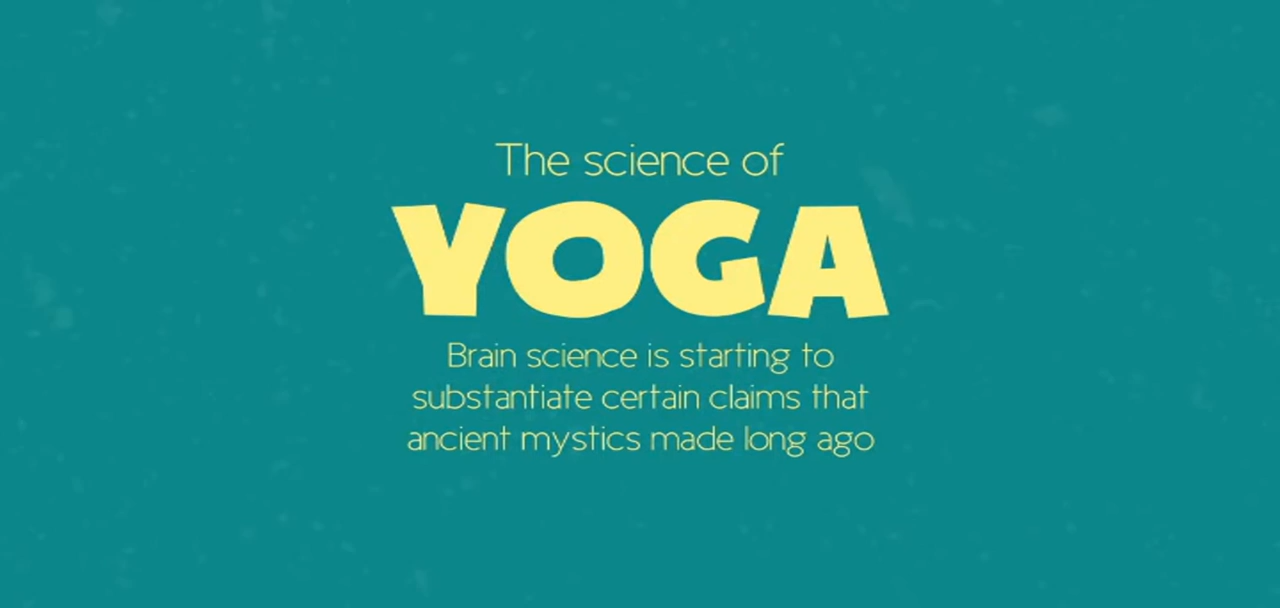 The science of
YOGA
Brain science is starting to
substantiate certain claims that
ancient mystics made long ago